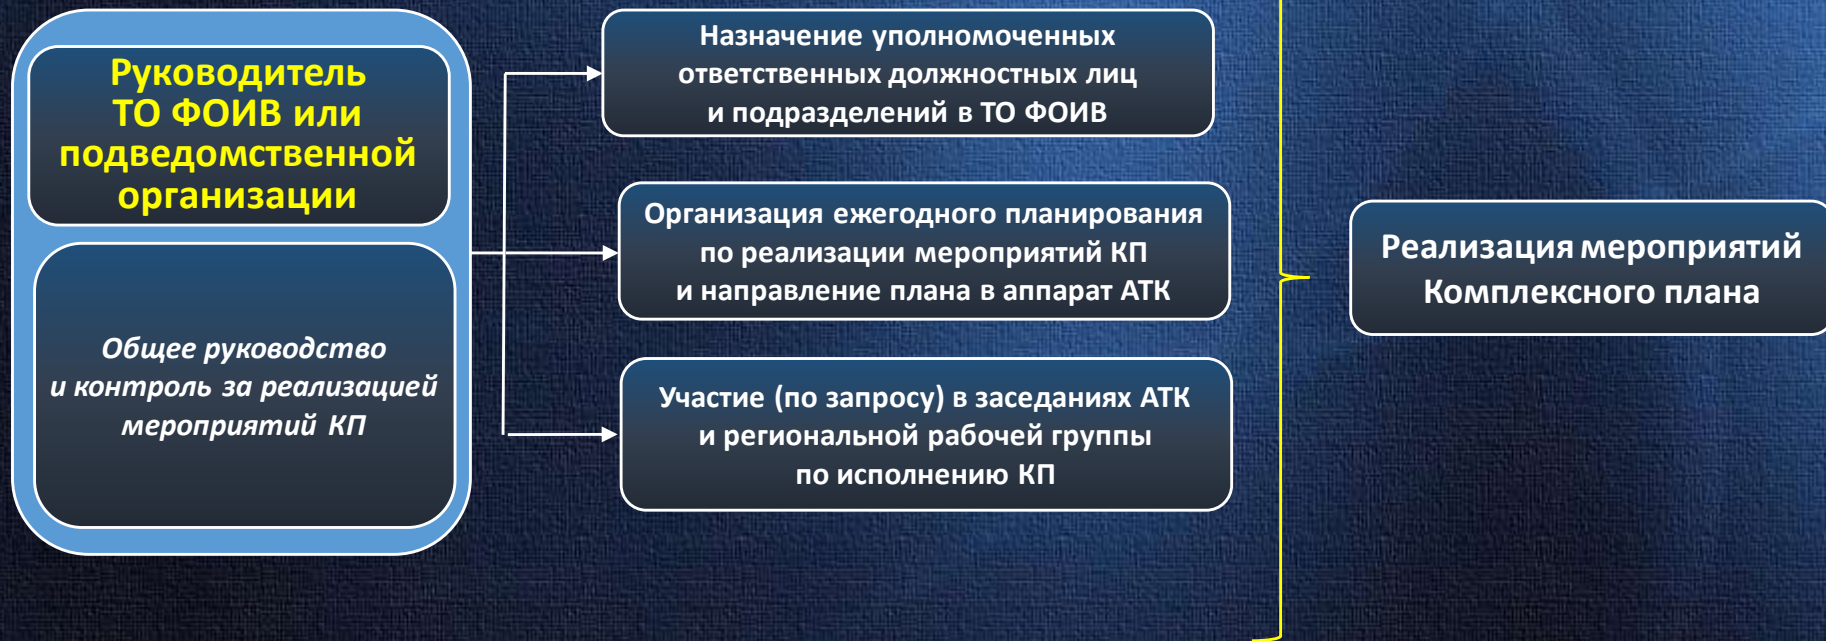 Руководитель
ТО ФОИВ или
подведомственной
организации
Общее руководство
и контроль за реализацией
мероприятий КП
Назначение уполномоченных
ответственных должностных лиц
и подразделений в ТО ФОИВ
Организация ежегодного планирования
по реализации мероприятий КП
и направление плана в аппарат АТК
Участие (по запросу) в заседаниях АТК
и региональной рабочей группы
по исполнению КП
Реализация мероприятий
Комплексного плана